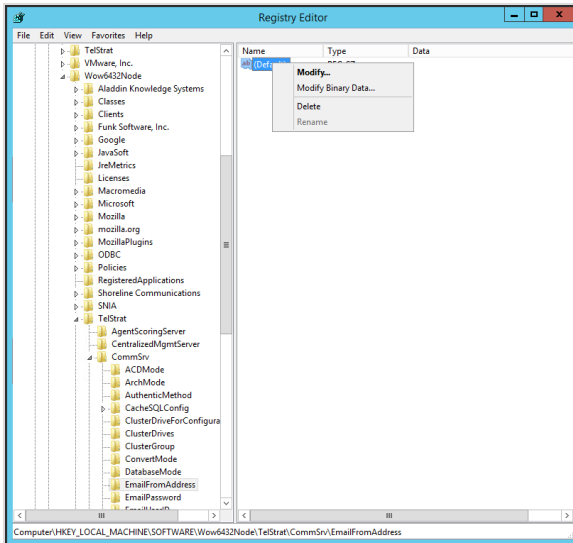 Registry Editor
File Edit View Favorites Help
TelStrat
VMware, Inc.
Wow6432Node
Aladdin Knowledge Systems
Classes
Clients
Funk Software, Inc.
Google
JavaSoft
JreMetrics
Licenses
Macromedia
Microsoft
Mozilla
mozilla.org
MozillaPlugins
ODBC
Policies
RegisteredApplications
Shoreline Communications
SNIA
TelStrat
AgentScoringServer
CentralizedMgmtServer
CommSrv
ACDMode
ArchMode
AuthenticMethod
CacheSQLConfig
ClusterDriveForConfigura
ClusterDrives
ClusterGroup
ConvertMode
DatabaseMode
EmailFromAddress
EmailPassword
Name Type Data
ab (Defa
Modify...
Modify Binary Data...
Delete
Rename
Computer\HKEY_LOCAL_MACHINE\SOFTWARE\Wow6432Node\TelStrat\CommSrv\EmailFromAddress